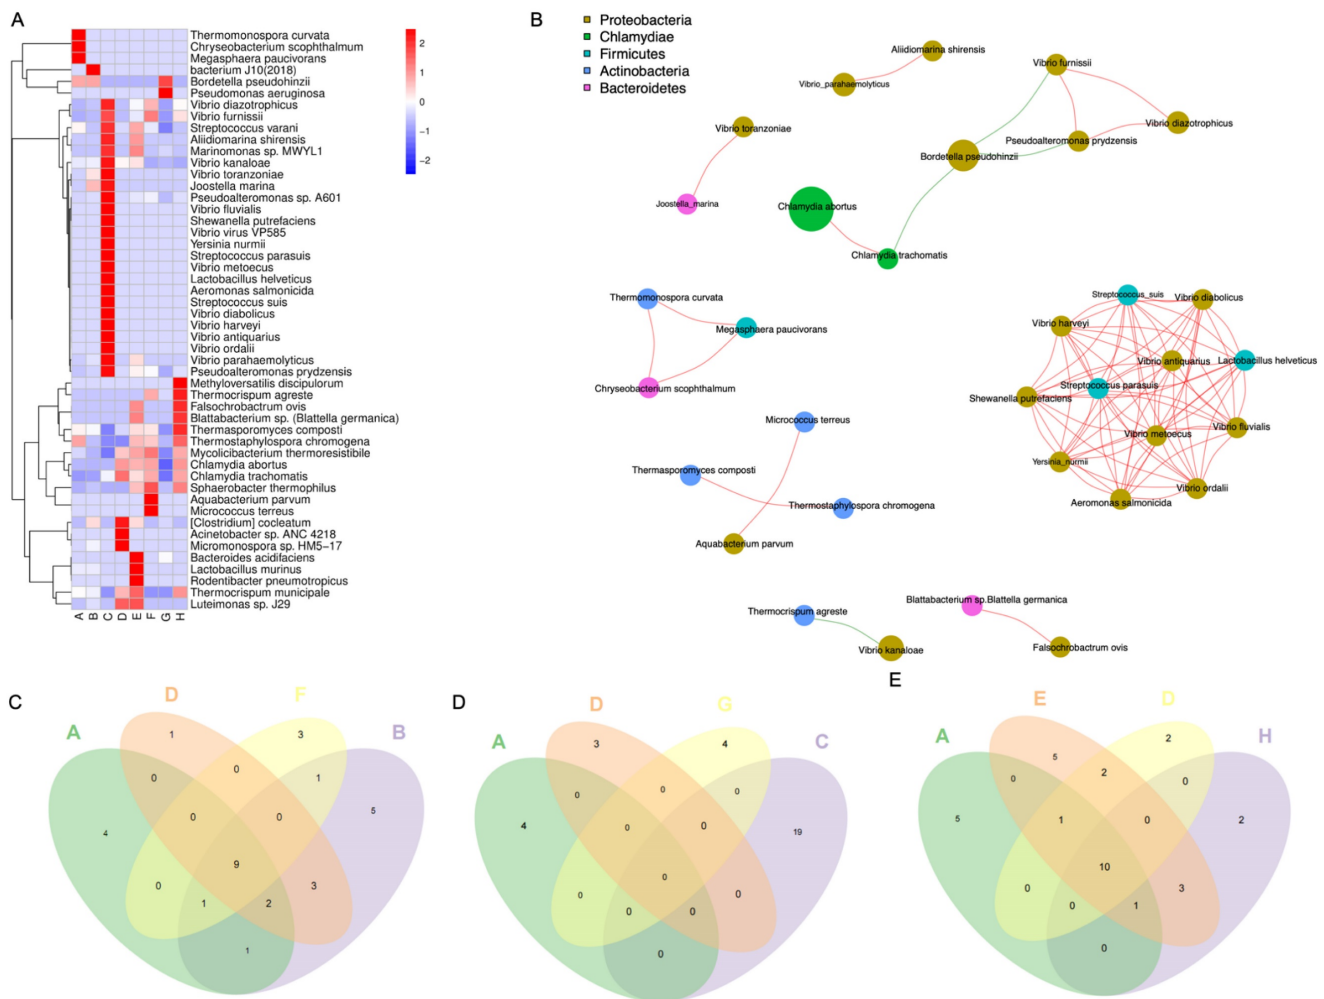 A
Thermomonospora curvata
Chryseobacterium scophthalmum
Megasphaera paucivorans
bacterium J10(2018)
Bordetella pseudohinzii
Pseudomonas aeruginosa
Vibrio diazotrophicus
Vibrio furnissii
Streptococcus varani
Aliidiomarina shirensis
Marinomonas sp. MWYL1
Vibrio kanaloae
Vibrio toranzoniae
Joostella marina
Pseudoalteromonas sp. A601
Vibrio fluvialis
Shewanella putrefaciens
Vibrio virus VP585
Yersinia nurmii
Streptococcus parasuis
Vibrio metoecus
Lactobacillus helveticus
Aeromonas salmonicida
Streptococcus suis
Vibrio diabolicus
Vibrio harveyi
Vibrio antiquarius
Vibrio ordalii
Vibrio parahaemolyticus
Pseudoalteromonas prydzensis
Methyloversatilis discipulorum
Thermocrispum agreste
Falsochrobactrum ovis
Blattabacterium sp. (Blattella germanica)
Thermasporomyces composti
Thermostaphylospora chromogena
Mycolicibacterium thermoresistibile
Chlamydia abortus
Chlamydia trachomatis
Sphaerobacter thermophilus
Aquabacterium parvum
Micrococcus terreus
[Clostridium] cocleatum
Acinetobacter sp. ANC 4218
Micromonospora sp. HM5−17
Bacteroides acidifaciens
Lactobacillus murinus
Rodentibacter pneumotropicus
Thermocrispum municipale
Luteimonas sp. J29
A B C D E F G H
2
1
0
−1
−2
B
Proteobacteria
Chlamydiae
Firmicutes
Actinobacteria
Bacteroidetes
Aliidiomarina shirensis
Vibrio_parahaemolyticus
Vibrio furnissii
Vibrio diazotrophicus
Pseudoalteromonas prydzensis
Bordetella pseudohinzii
Vibrio toranzoniae
Joostella_marina
Chlamydia abortus
Chlamydia trachomatis
Thermomonospora curvata
Megasphaera paucivorans
Chryseobacterium scophthalmum
Streptococcus_suis
Vibrio diabolicus
Vibrio harveyi
Vibrio antiquarius
Lactobacillus helveticus
Streptococcus parasuis
Shewanella putrefaciens
Vibrio metoecus
Vibrio fluvialis
Yersinia_nurmii
Vibrio ordalii
Aeromonas salmonicida
Micrococcus terreus
Thermasporomyces composti
Thermostaphylospora chromogena
Aquabacterium parvum
Thermocrispum agreste
Vibrio kanaloae
Blattabacterium sp.Blattella germanica
Falsochrobactrum ovis
C
D
F
A
B
1
3
0
0
1
4
0
0
5
9
0
3
1
2
1
D
D
G
A
C
3
4
0
0
0
4
0
0
19
0
0
0
0
0
0
E
E
D
A
H
5
2
0
2
0
5
1
0
2
10
0
3
0
1
0